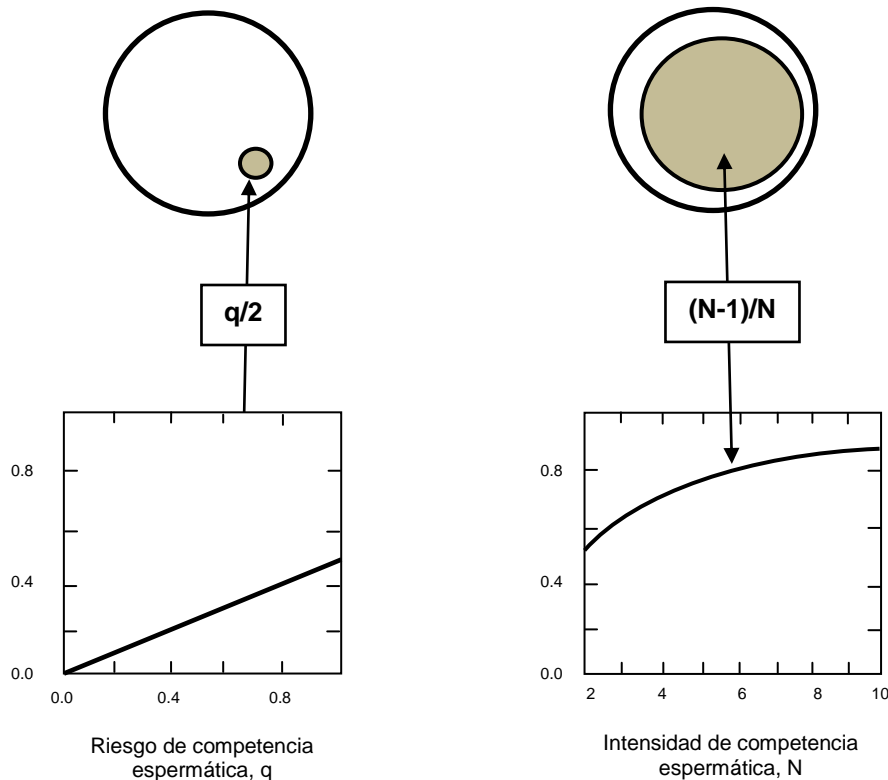 q/2
(N-1)/N
0.8
0.4
0.0
0.0 0.4 0.8
Riesgo de competencia
espermática, q
0.8
0.4
0.0
2 4 6 8 10
Intensidad de competencia
espermática, N